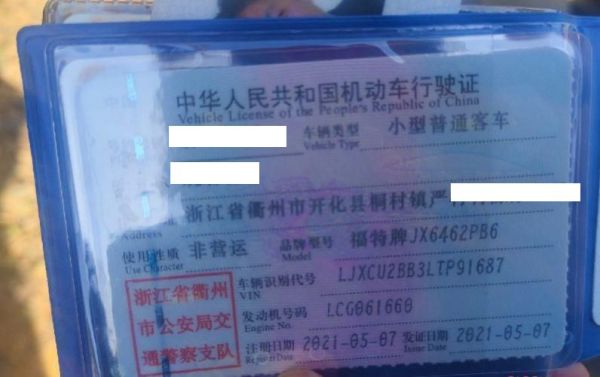 中华人民共和国机动车行驶证
Vehicle License of the People's Republic of China
车辆类型 小型普通客车
Vehicle Type
浙江省衢州市开化县桐村镇严
Address
使用性质 非营运 品牌型号 福特牌JX6462PB6
Use Character Model
浙江省衢州
市公安局交
通警察支队
车辆识别代号 LJXCU2BB3LTP91687
VIN
发动机号码 LCG061660
Engine No.
注册日期 2021-05-07 发证日期 2021-05-07
Register Date Issue Date